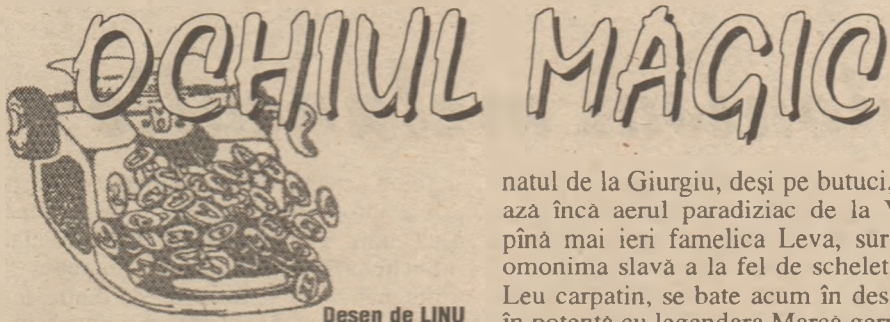 OCHIUL MAGIC
Desen de LINU
natul de la Giurgiu, deşi pe butuci,
ază încă aerul paradiziac de la
pînă mai ieri famelica Leva, sur
omonima slavă a la fel de schelet
Leu carpatin, se bate acum în des
în potenţă cu legendara Marcă ger